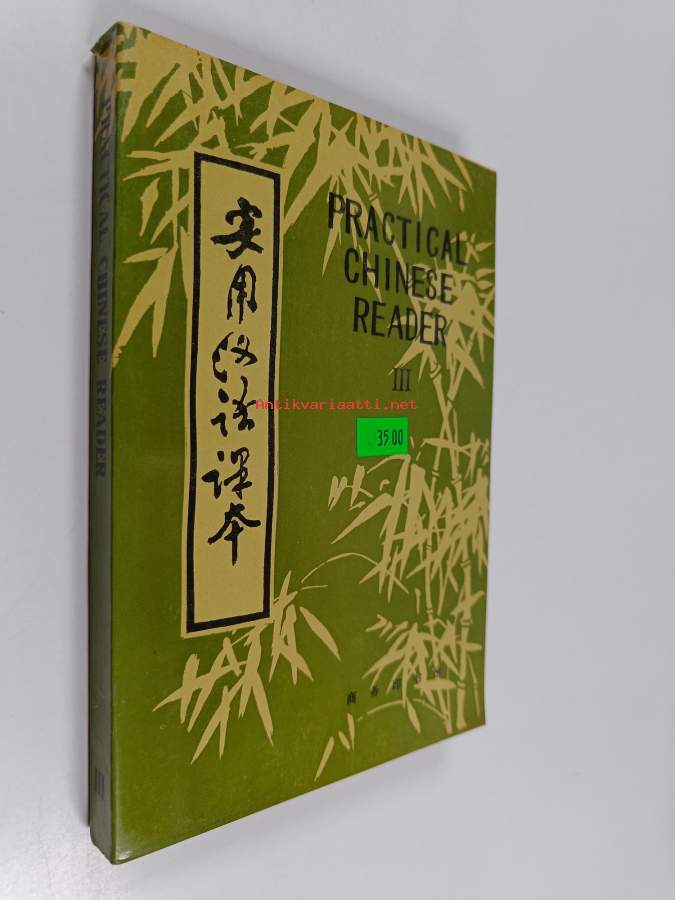 实用汉语课本
PRACTICAL
CHINESE
READER
III
Antikvariaatti.net
35.00
PRACTICAL CHINESE READER
III